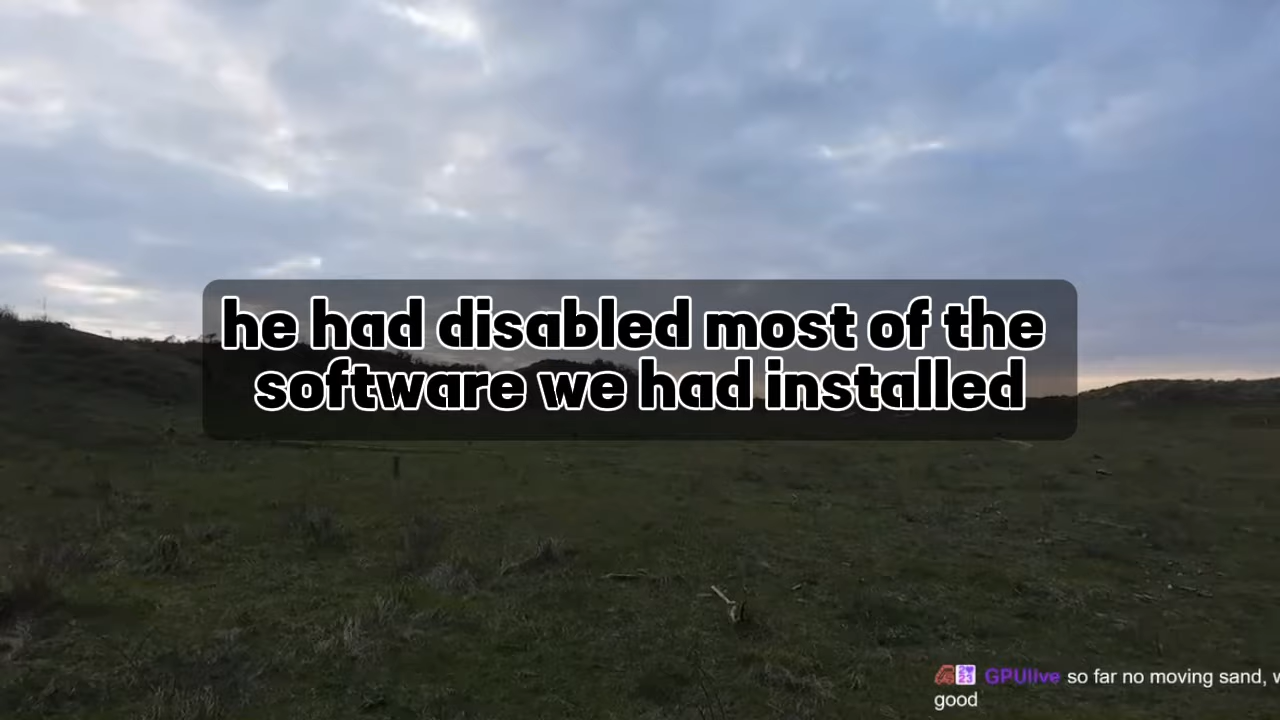 he had disabled most of the
software we had installed
GPUlive so far no moving sand, w
good